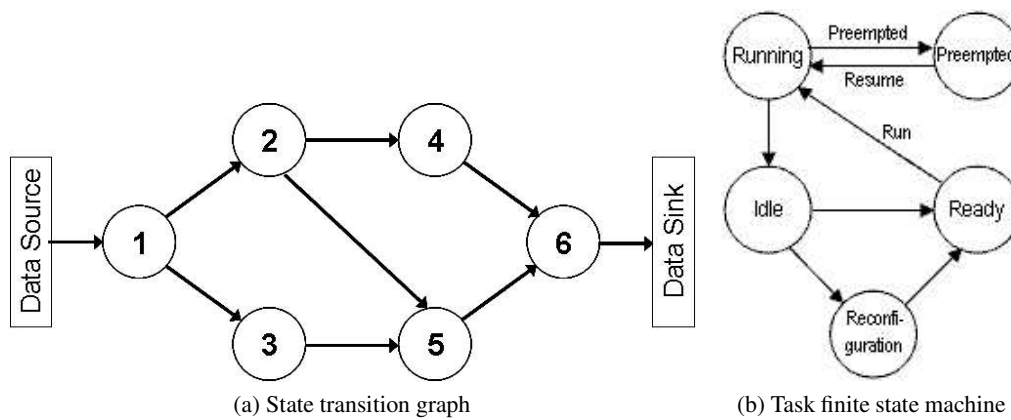 Data Source
1
2
3
4
5
6
Data Sink
(a) State transition graph
Running
Preempted
Preempted
Resume
Run
Idle
Ready
Reconfi-
guration
(b) Task finite state machine